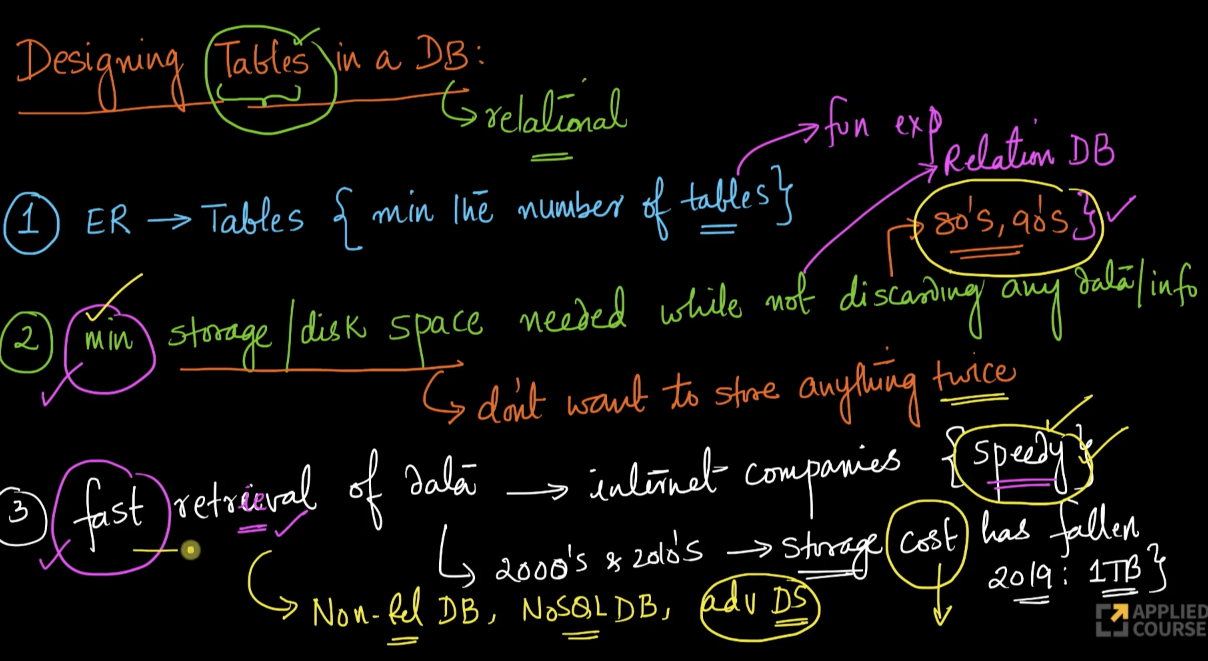 Designing Tables in a DB:
relational
fun exp
Relation DB
1 ER → Tables { min the number of tables }
80's, 90's }
2 min storage/disk space needed while not discarding any data/info
don't want to store anything twice
3 fast retrieval of data → internet companies { speedy }
2000's & 2010's → storage cost has fallen
2019: 1TB }
Non-Rel DB, NoSQL DB, adv DS
APPLIED
COURSE